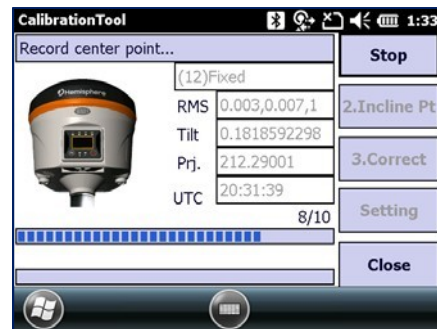 CalibrationTool 1:33
Record center point...
Stop
Hemisphere
(12)Fixed
RMS 0.003,0.007,1
2.Incline Pt
Tilt 0.1818592298
Prj. 212.29001
3.Correct
UTC 20:31:39
8/10
Setting
Close